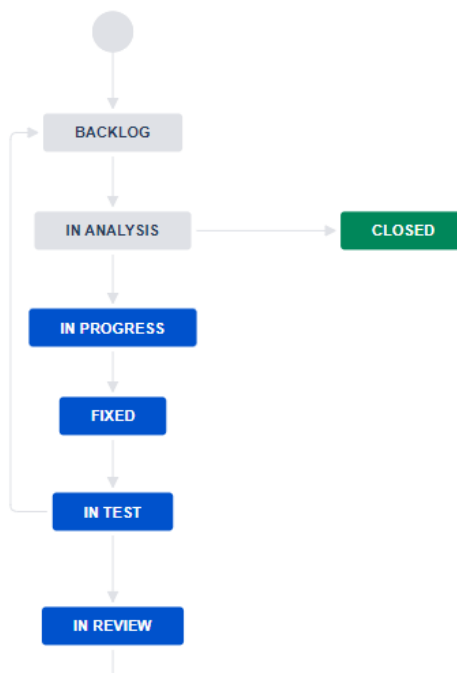 BACKLOG
IN ANALYSIS
CLOSED
IN PROGRESS
FIXED
IN TEST
IN REVIEW